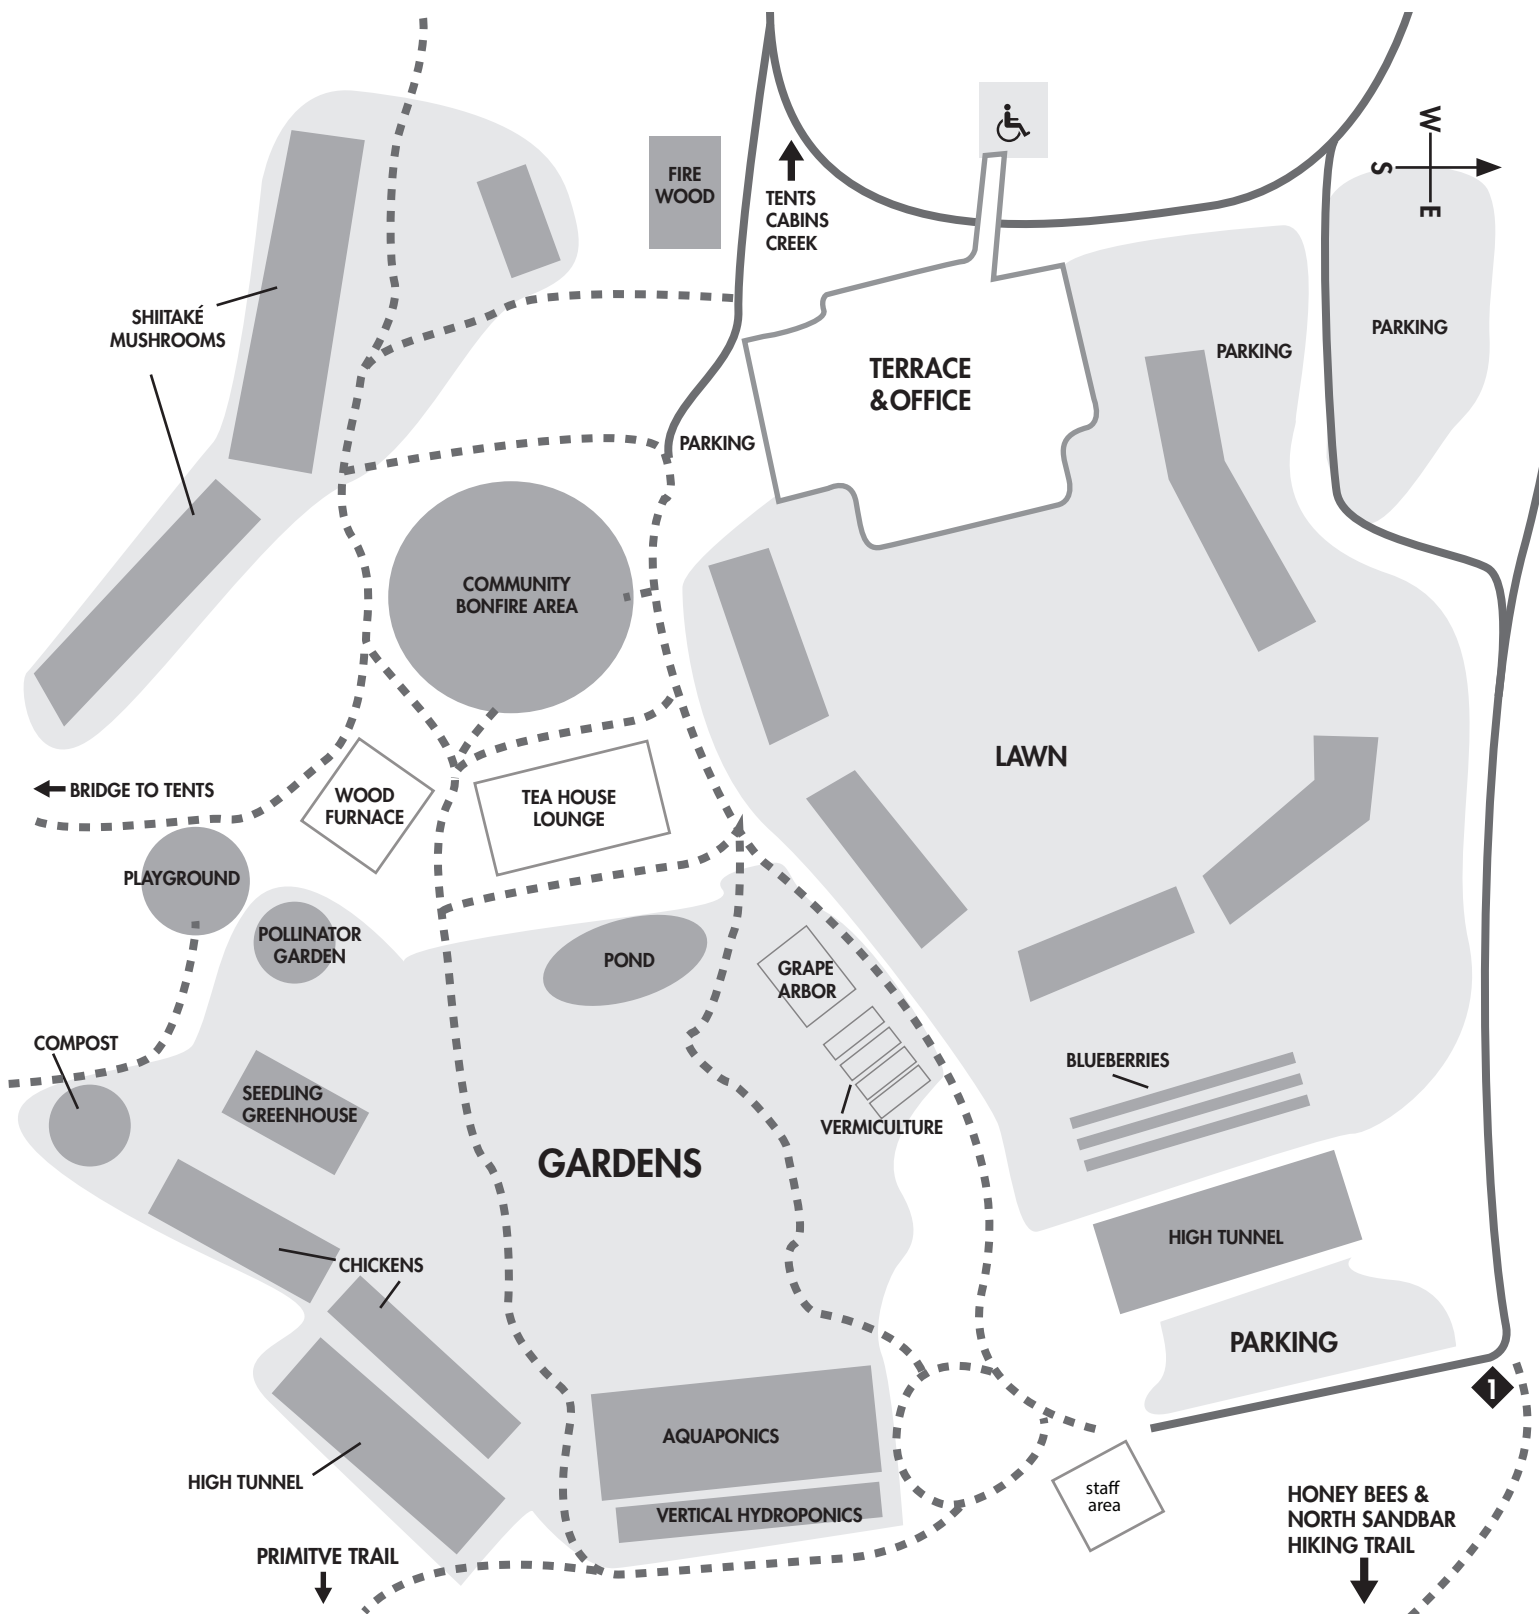 W
S
E
FIRE
WOOD
TENTS
CABINS
CREEK
SHIITAKÉ
MUSHROOMS
PARKING
PARKING
TERRACE
&OFFICE
PARKING
COMMUNITY
BONFIRE AREA
LAWN
BRIDGE TO TENTS
WOOD
FURNACE
TEA HOUSE
LOUNGE
PLAYGROUND
POLLINATOR
GARDEN
POND
GRAPE
ARBOR
COMPOST
SEEDLING
GREENHOUSE
BLUEBERRIES
VERMICULTURE
GARDENS
HIGH TUNNEL
CHICKENS
PARKING
1
AQUAPONICS
HIGH TUNNEL
VERTICAL HYDROPONICS
staff
area
HONEY BEES &
NORTH SANDBAR
HIKING TRAIL
PRIMITVE TRAIL